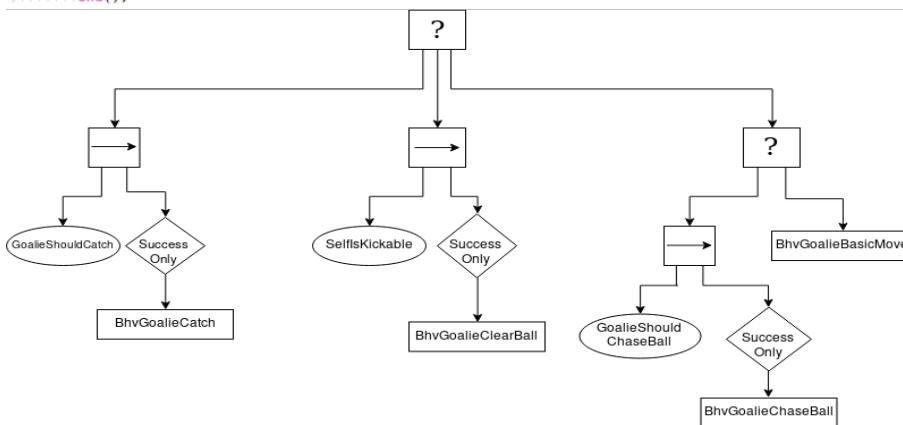 ?
?
GoalieShouldCatch
Success
Only
SelfIsKickable
Success
Only
BhvGoalieBasicMove
BhvGoalieCatch
BhvGoalieClearBall
GoalieShould
ChaseBall
Success
Only
BhvGoalieChaseBall